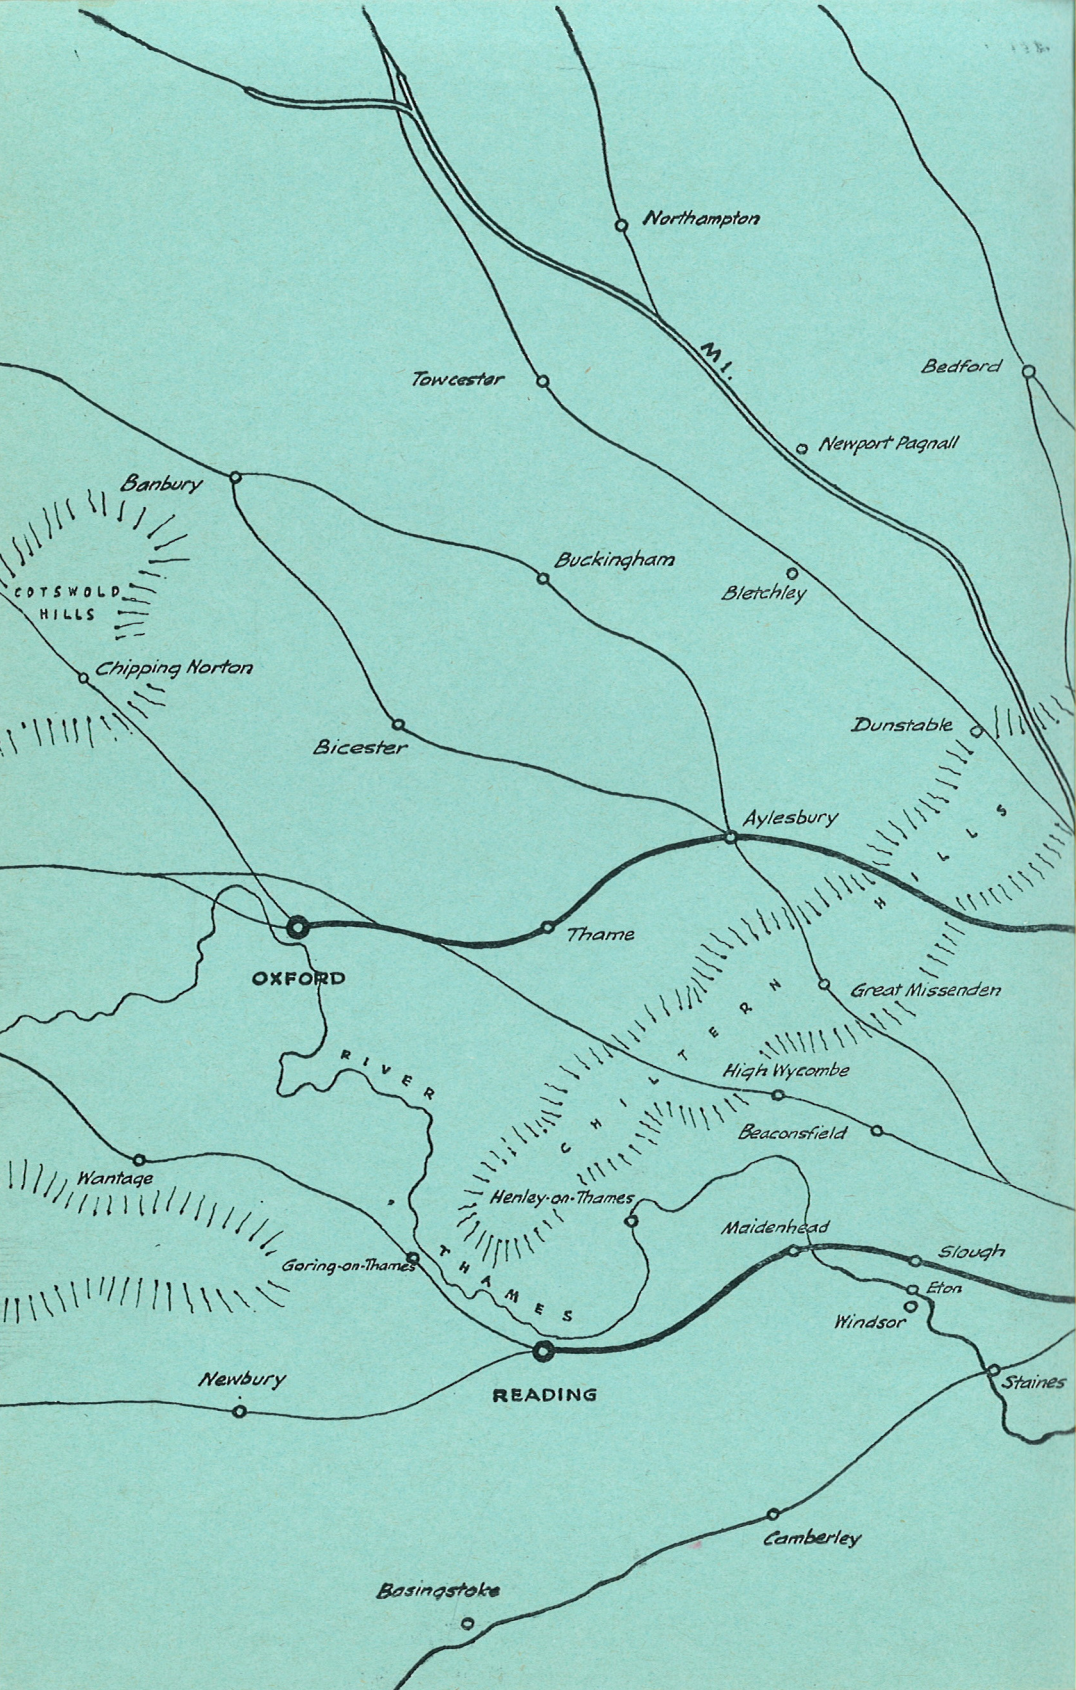 Northampton
M1.
Bedford
Towcester
Newport Pagnall
Banbury
Buckingham
Bletchley
COTSWOLD
HILLS
Chipping Norton
Dunstable
Bicester
Aylesbury
Thame
OXFORD
Great Missenden
CHILTERN HILLS
RIVER THAMES
High Wycombe
Beaconsfield
Wantage
Henley-on-Thames
Maidenhead
Slough
Goring-on-Thames
Eton
Windsor
Staines
Newbury
READING
Camberley
Basingstoke